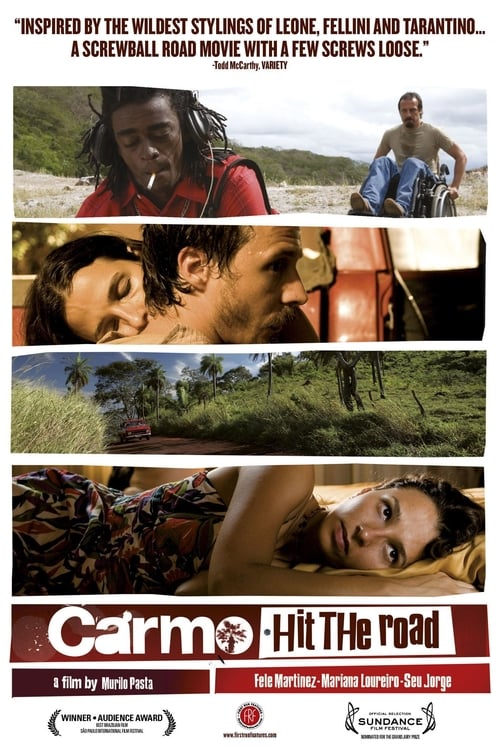 “INSPIRED BY THE WILDEST STYLINGS OF LEONE, FELLINI AND TARANTINO...
A SCREWBALL ROAD MOVIE WITH A FEW SCREWS LOOSE.”
-Todd McCarthy, VARIETY
Carmo Hit THe road
a film by Murilo Pasta
Fele Martinez - Mariana Loureiro - Seu Jorge
WINNER - AUDIENCE AWARD
BEST BRAZILIAN FILM
SÃO PAULO INTERNATIONAL FILM FESTIVAL
FRF
www.firstrunfeatures.com
OFFICIAL SELECTION
SUNDANCE
FILM FESTIVAL
NOMINATED FOR THE GRAND JURY PRIZE